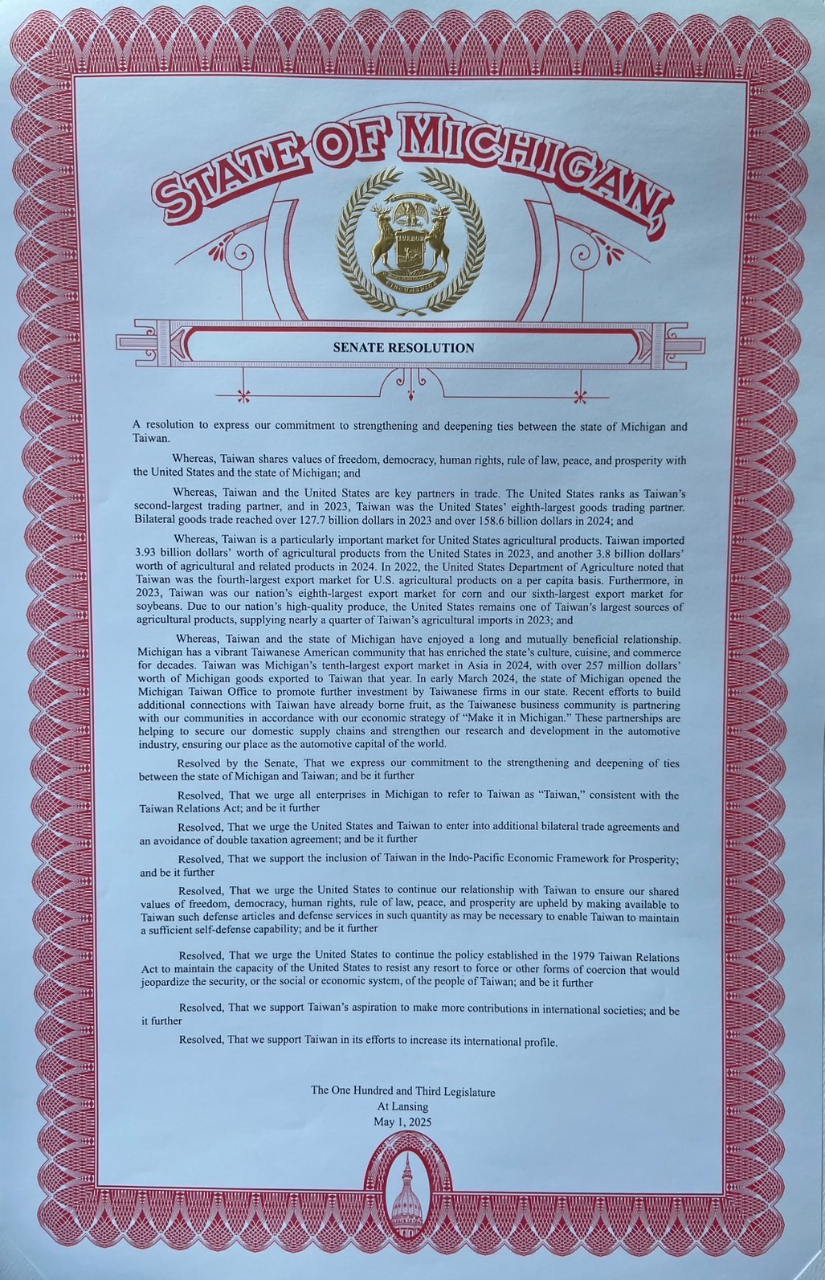 STATE OF MICHIGAN,
TUEBOR
CIRCUMSPICE
SENATE RESOLUTION
A resolution to express our commitment to strengthening and deepening ties between the state of Michigan and
Taiwan.
Whereas, Taiwan shares values of freedom, democracy, human rights, rule of law, peace, and prosperity with
the United States and the state of Michigan; and
Whereas, Taiwan and the United States are key partners in trade. The United States ranks as Taiwan's
second-largest trading partner, and in 2023, Taiwan was the United States' eighth-largest goods trading partner.
Bilateral goods trade reached over 127.7 billion dollars in 2023 and over 158.6 billion dollars in 2024; and
Whereas, Taiwan is a particularly important market for United States agricultural products. Taiwan imported
3.93 billion dollars' worth of agricultural products from the United States in 2023, and another 3.8 billion dollars'
worth of agricultural and related products in 2024. In 2022, the United States Department of Agriculture noted that
Taiwan was the fourth-largest export market for U.S. agricultural products on a per capita basis. Furthermore, in
2023, Taiwan was our nation's eighth-largest export market for corn and our sixth-largest export market for
soybeans. Due to our nation's high-quality produce, the United States remains one of Taiwan's largest sources of
agricultural products, supplying nearly a quarter of Taiwan's agricultural imports in 2023; and
Whereas, Taiwan and the state of Michigan have enjoyed a long and mutually beneficial relationship.
Michigan has a vibrant Taiwanese American community that has enriched the state's culture, cuisine, and commerce
for decades. Taiwan was Michigan's tenth-largest export market in Asia in 2024, with over 257 million dollars'
worth of Michigan goods exported to Taiwan that year. In early March 2024, the state of Michigan opened the
Michigan Taiwan Office to promote further investment by Taiwanese firms in our state. Recent efforts to build
additional connections with Taiwan have already borne fruit, as the Taiwanese business community is partnering
with our communities in accordance with our economic strategy of "Make it in Michigan." These partnerships are
helping to secure our domestic supply chains and strengthen our research and development in the automotive
industry, ensuring our place as the automotive capital of the world.
Resolved by the Senate, That we express our commitment to the strengthening and deepening of ties
between the state of Michigan and Taiwan; and be it further
Resolved, That we urge all enterprises in Michigan to refer to Taiwan as "Taiwan," consistent with the
Taiwan Relations Act; and be it further
Resolved, That we urge the United States and Taiwan to enter into additional bilateral trade agreements and
an avoidance of double taxation agreement; and be it further
Resolved, That we support the inclusion of Taiwan in the Indo-Pacific Economic Framework for Prosperity;
and be it further
Resolved, That we urge the United States to continue our relationship with Taiwan to ensure our shared
values of freedom, democracy, human rights, rule of law, peace, and prosperity are upheld by making available to
Taiwan such defense articles and defense services in such quantity as may be necessary to enable Taiwan to maintain
a sufficient self-defense capability; and be it further
Resolved, That we urge the United States to continue the policy established in the 1979 Taiwan Relations
Act to maintain the capacity of the United States to resist any resort to force or other forms of coercion that would
jeopardize the security, or the social or economic system, of the people of Taiwan; and be it further
Resolved, That we support Taiwan's aspiration to make more contributions in international societies; and be
it further
Resolved, That we support Taiwan in its efforts to increase its international profile.
The One Hundred and Third Legislature
At Lansing
May 1, 2025